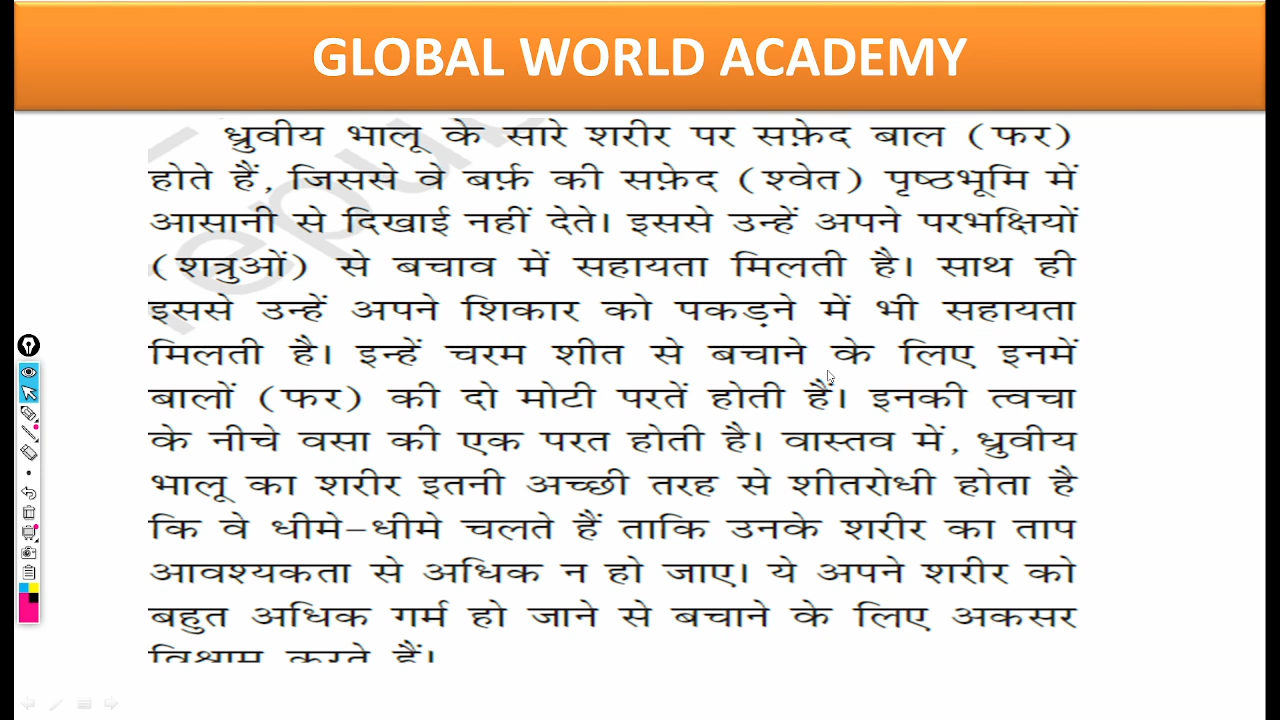 GLOBAL WORLD ACADEMY
ध्रुवीय भालू के सारे शरीर पर सफ़ेद बाल (फर)
होते हैं, जिससे वे बर्फ़ की सफ़ेद (श्वेत) पृष्ठभूमि में
आसानी से दिखाई नहीं देते। इससे उन्हें अपने परभक्षियों
(शत्रुओं) से बचाव में सहायता मिलती है। साथ ही
इससे उन्हें अपने शिकार को पकड़ने में भी सहायता
मिलती है। इन्हें चरम शीत से बचाने के लिए इनमें
बालों (फर) की दो मोटी परतें होती हैं। इनकी त्वचा
के नीचे वसा की एक परत होती है। वास्तव में, ध्रुवीय
भालू का शरीर इतनी अच्छी तरह से शीतरोधी होता है
कि वे धीमे-धीमे चलते हैं ताकि उनके शरीर का ताप
आवश्यकता से अधिक न हो जाए। ये अपने शरीर को
बहुत अधिक गर्म हो जाने से बचाने के लिए अकसर
विश्राम करते हैं।